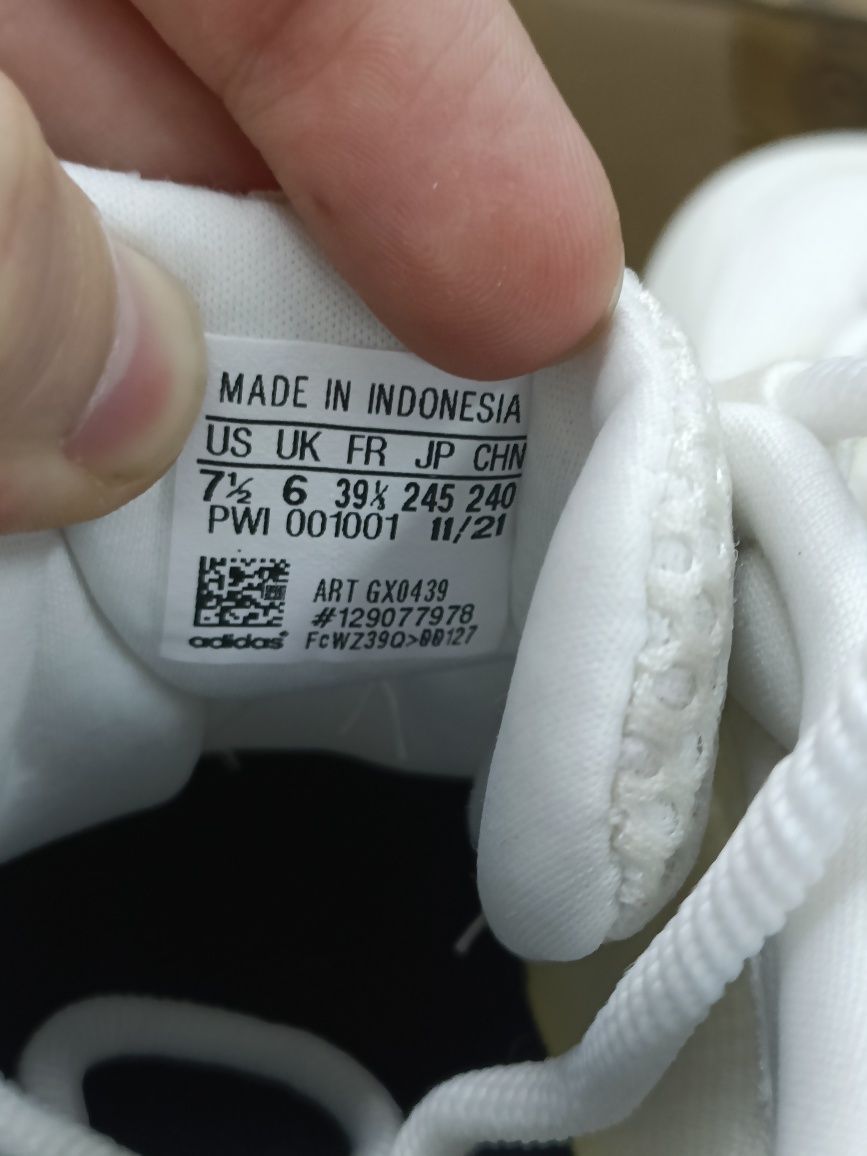 MADE IN INDONESIA
US UK FR JP CHN
7½ 6 39⅓ 245 240
PWI 001001 11/21
ART GX0439
#129077978
adidas FcWZ39Q>00127